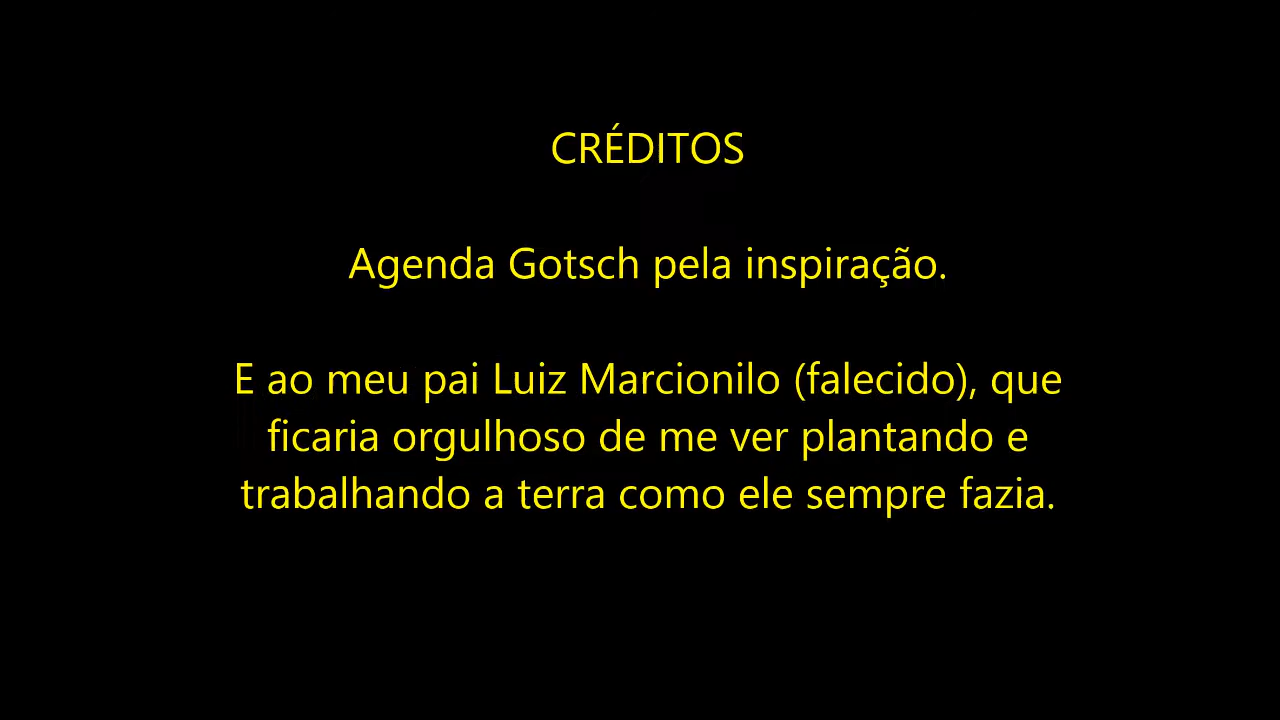 CRÉDITOS
Agenda Gotsch pela inspiração.
E ao meu pai Luiz Marcionilo (falecido), que
ficaria orgulhoso de me ver plantando e
trabalhando a terra como ele sempre fazia.